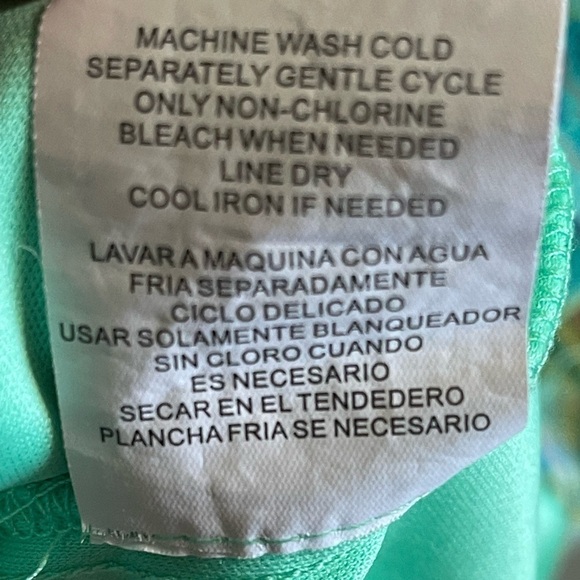 MACHINE WASH COLD
SEPARATELY GENTLE CYCLE
ONLY NON-CHLORINE
BLEACH WHEN NEEDED
LINE DRY
COOL IRON IF NEEDED
LAVAR A MAQUINA CON AGUA
FRIA SEPARADAMENTE
CICLO DELICADO
USAR SOLAMENTE BLANQUEADOR
SIN CLORO CUANDO
ES NECESARIO
SECAR EN EL TENDEDERO
PLANCHA FRIA SE NECESARIO